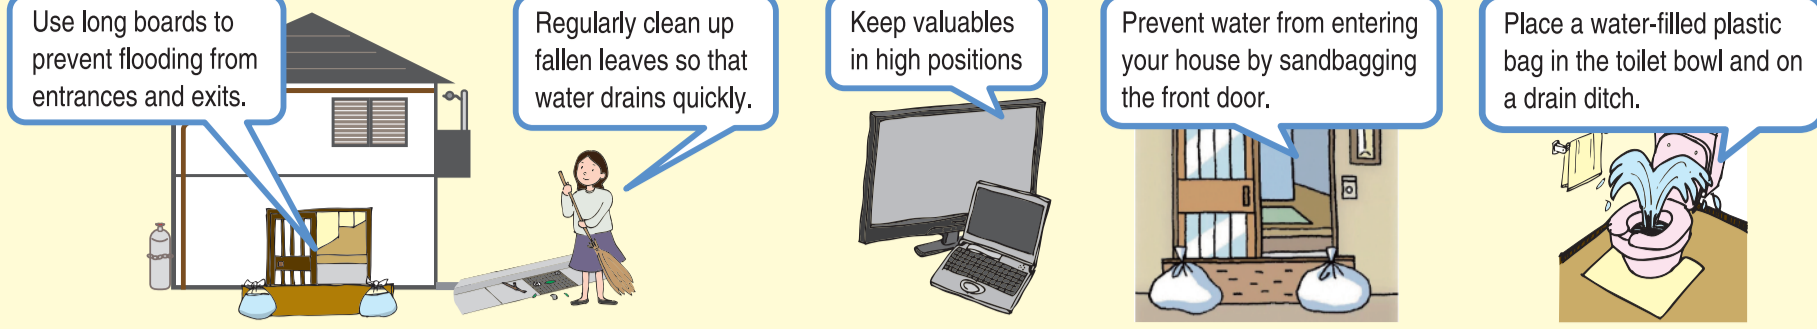 Use long boards to
prevent flooding from
entrances and exits.
Regularly clean up
fallen leaves so that
water drains quickly.
Keep valuables
in high positions
Prevent water from entering
your house by sandbagging
the front door.
Place a water-filled plastic
bag in the toilet bowl and on
a drain ditch.